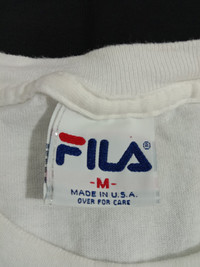 FILA
-M-
MADE IN U.S.A.
OVER FOR CARE